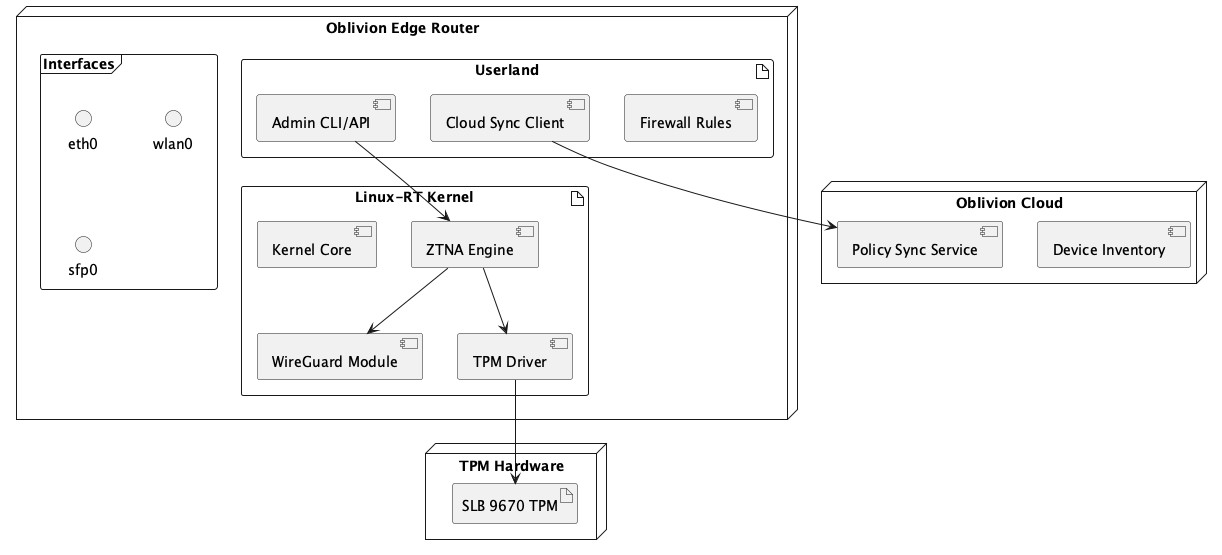 Oblivion Edge Router
Interfaces
eth0
wlan0
sfp0
Userland
Admin CLI/API
Cloud Sync Client
Firewall Rules
Linux-RT Kernel
Kernel Core
ZTNA Engine
WireGuard Module
TPM Driver
Oblivion Cloud
Policy Sync Service
Device Inventory
TPM Hardware
SLB 9670 TPM